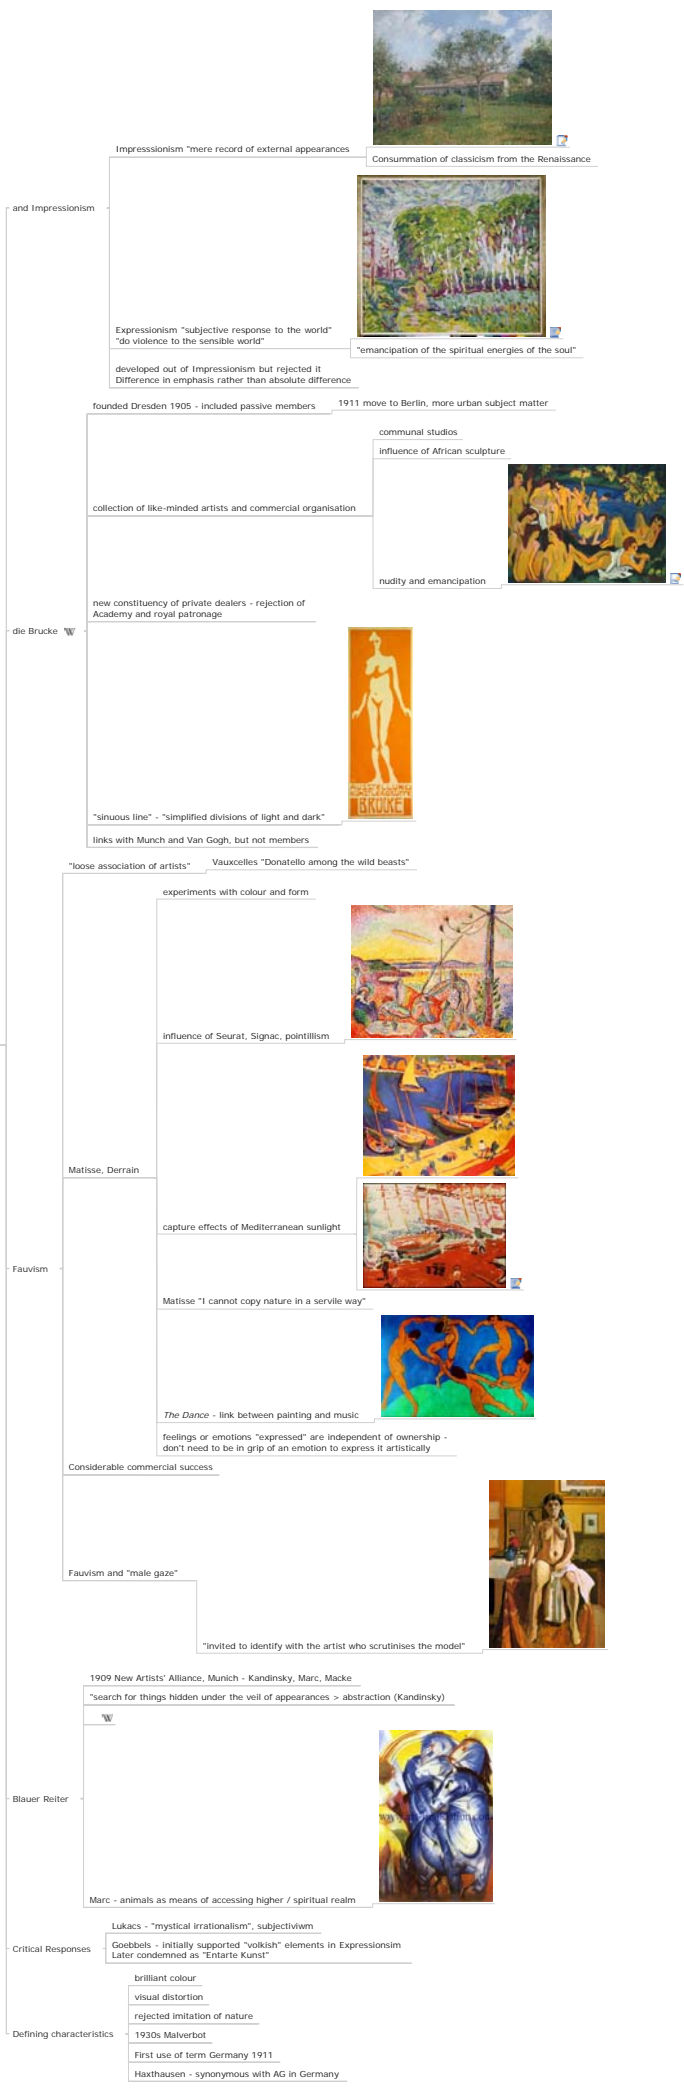 Impresssionism "mere record of external appearances
Consummation of classicism from the Renaissance
and Impressionism
Expressionism "subjective response to the world"
"do violence to the sensible world"
"emancipation of the spiritual energies of the soul"
developed out of Impressionism but rejected it
Difference in emphasis rather than absolute difference
founded Dresden 1905 - included passive members
1911 move to Berlin, more urban subject matter
communal studios
influence of African sculpture
collection of like-minded artists and commercial organisation
nudity and emancipation
new constituency of private dealers - rejection of
Academy and royal patronage
die Brucke W
BRÜCKE
"sinuous line" - "simplified divisions of light and dark"
links with Munch and Van Gogh, but not members
"loose association of artists"
Vauxcelles "Donatello among the wild beasts"
experiments with colour and form
influence of Seurat, Signac, pointillism
Matisse, Derrain
capture effects of Mediterranean sunlight
Fauvism
Matisse "I cannot copy nature in a servile way"
The Dance - link between painting and music
feelings or emotions "expressed" are independent of ownership -
don't need to be in grip of an emotion to express it artistically
Considerable commercial success
Fauvism and "male gaze"
"invited to identify with the artist who scrutinises the model"
1909 New Artists' Alliance, Munich - Kandinsky, Marc, Macke
"search for things hidden under the veil of appearances > abstraction (Kandinsky)
W
Blauer Reiter
Marc - animals as means of accessing higher / spiritual realm
Lukacs - "mystical irrationalism", subjectiviwm
Critical Responses
Goebbels - initially supported "volkish" elements in Expressionsim
Later condemned as "Entarte Kunst"
brilliant colour
visual distortion
rejected imitation of nature
Defining characteristics
1930s Malverbot
First use of term Germany 1911
Haxthausen - synonymous with AG in Germany